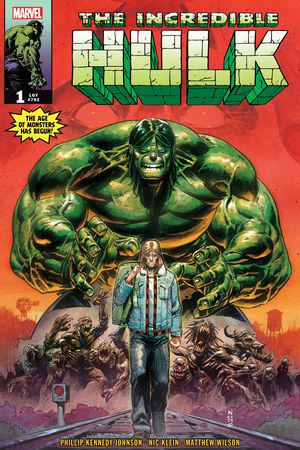 MARVEL
THE INCREDIBLE
HULK
1
LGY
#782
THE AGE
OF MONSTERS
HAS BEGUN!
PHILLIP KENNEDY JOHNSON • NIC KLEIN • MATTHEW WILSON